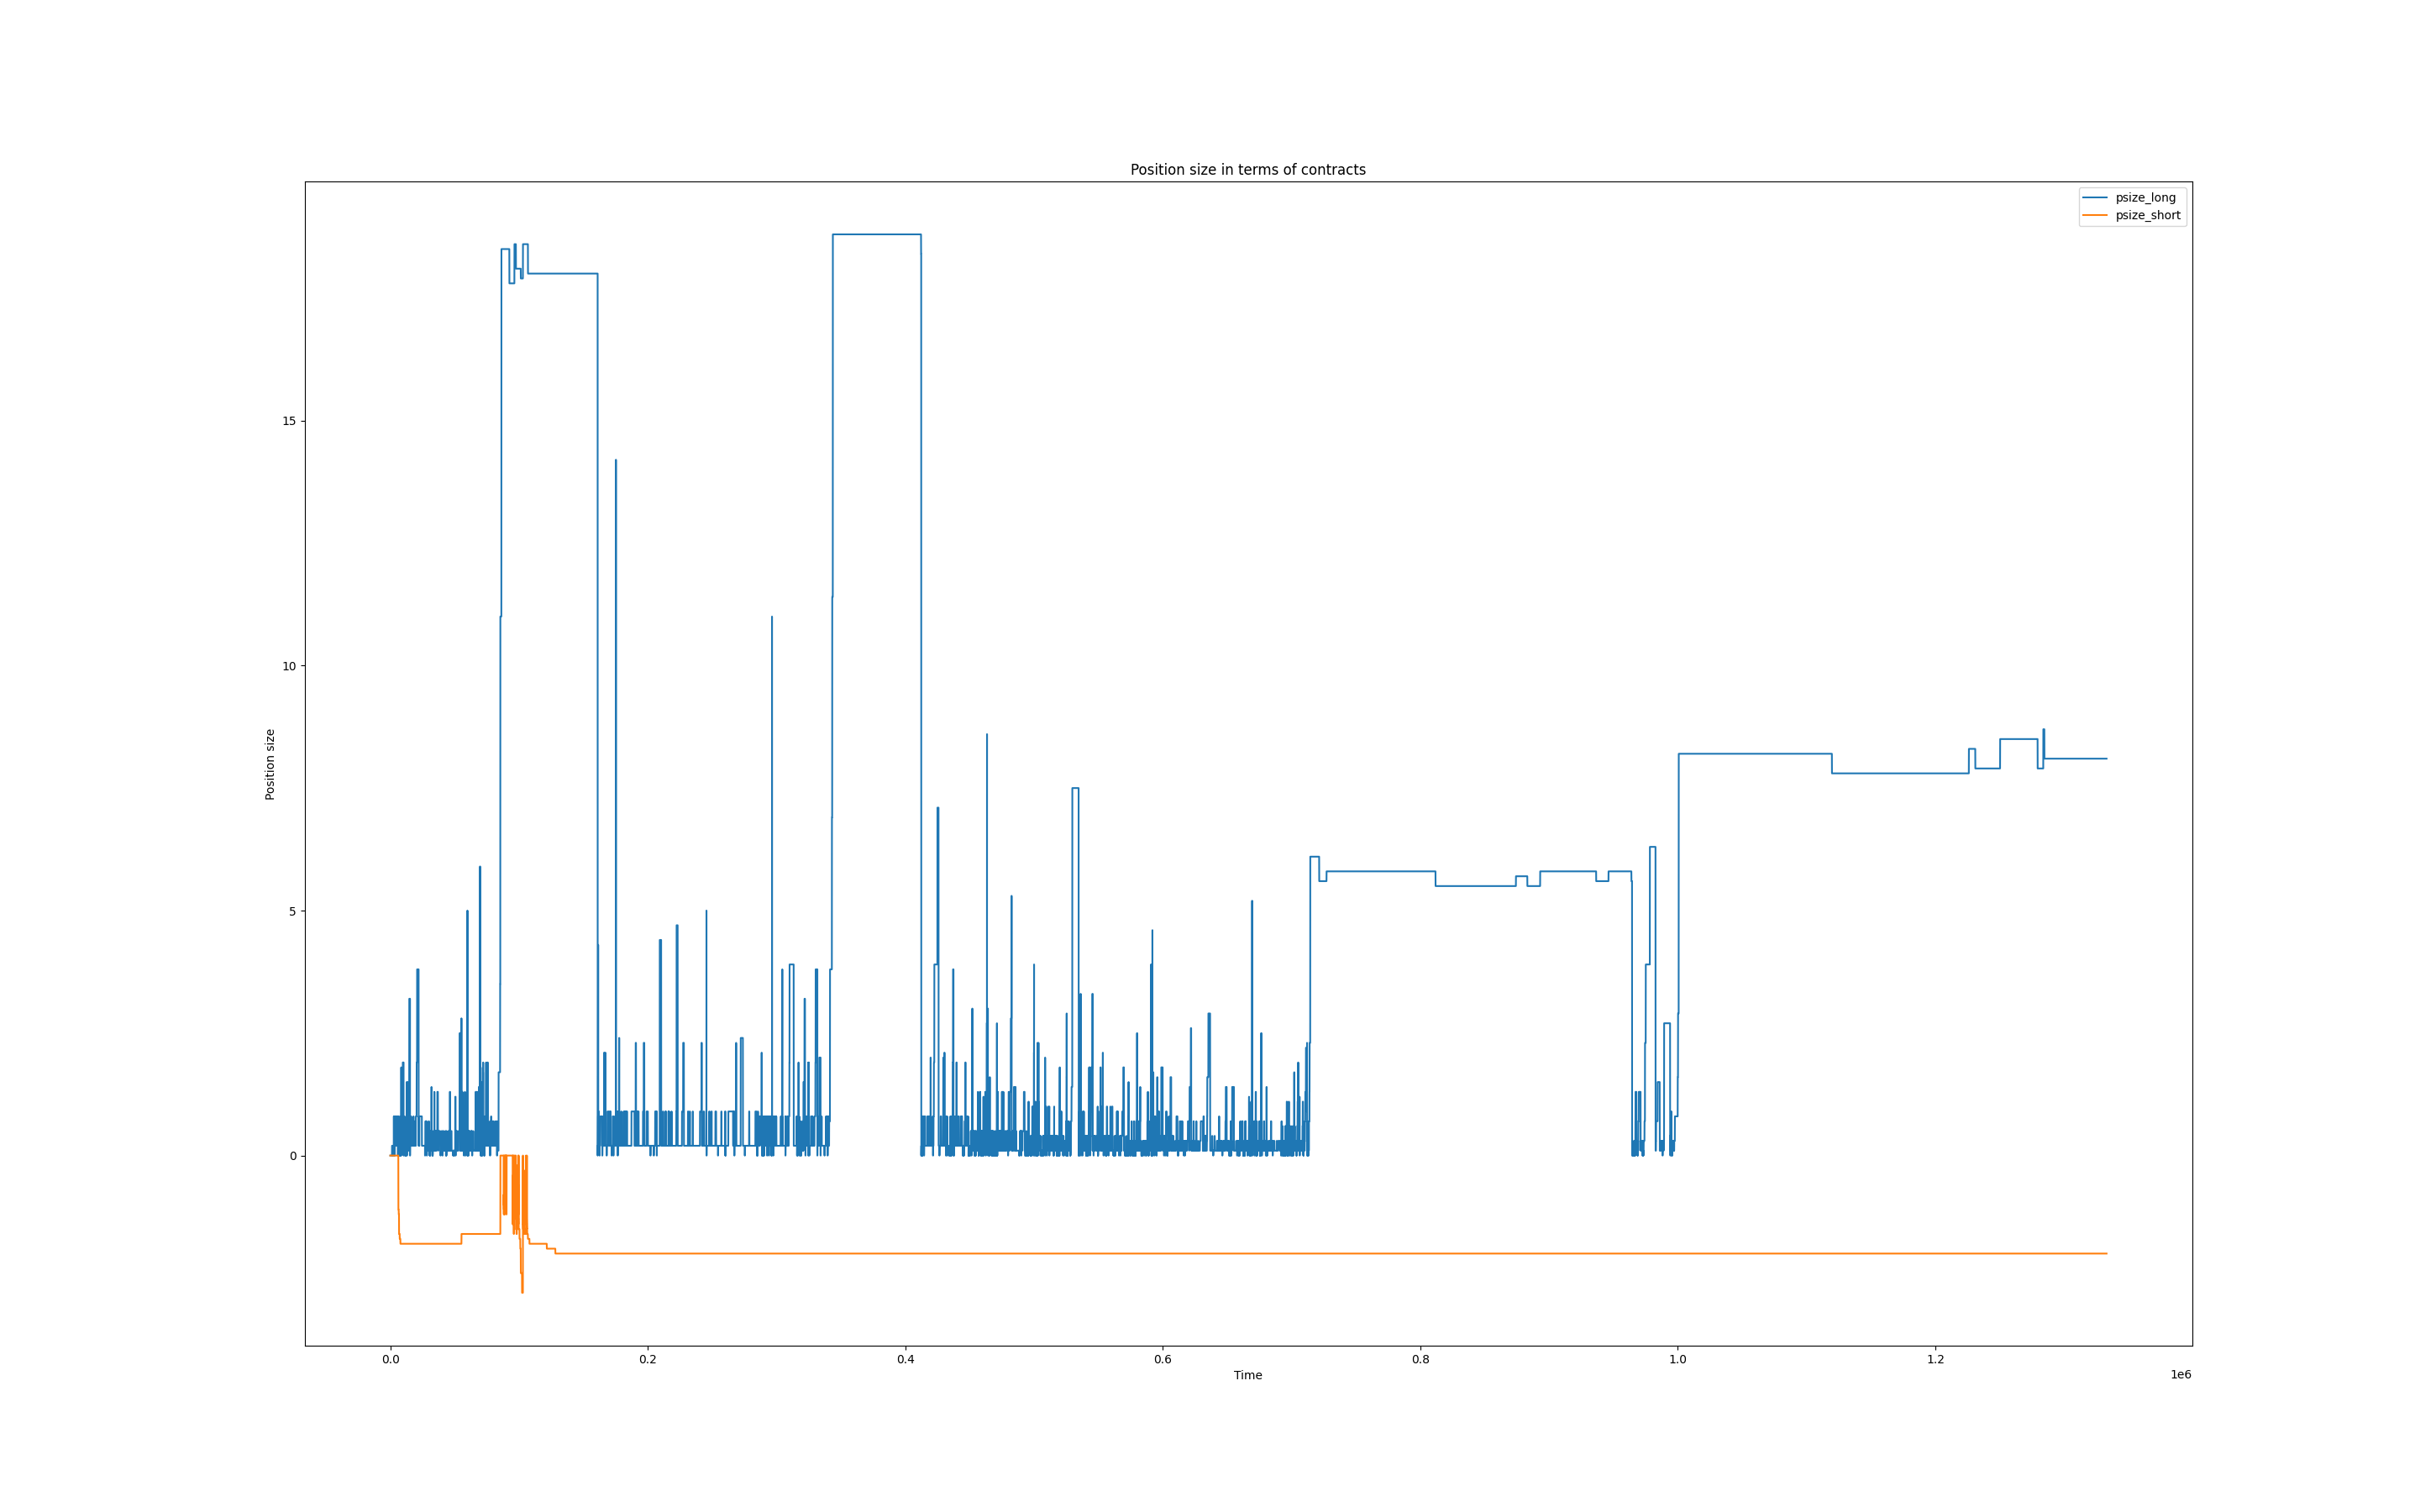 Position size in terms of contracts
psize_long
psize_short
15
10
5
0
Position size
0.0 0.2 0.4 0.6 0.8 1.0 1.2
Time
1e6